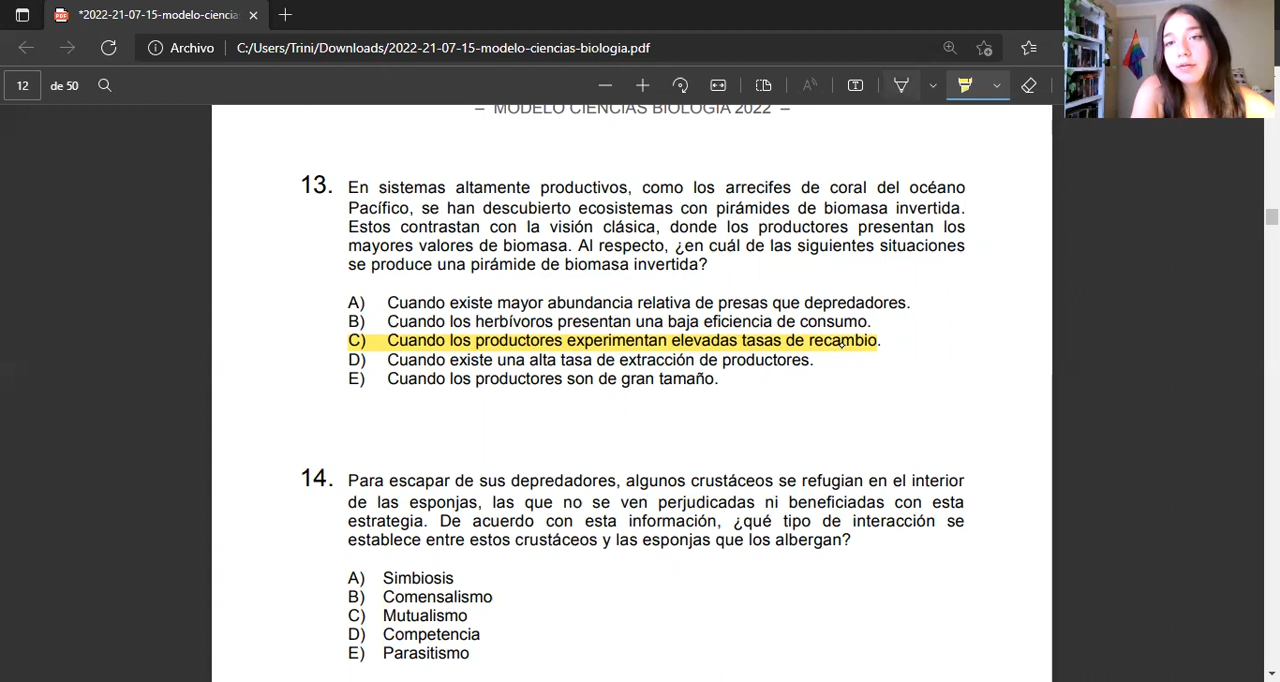 *2022-21-07-15-modelo-ciencia
Archivo C:/Users/Trini/Downloads/2022-21-07-15-modelo-ciencias-biologia.pdf
12 de 50
– MODELO CIENCIAS BIOLOGÍA 2022 –
13. En sistemas altamente productivos, como los arrecifes de coral del océano
Pacífico, se han descubierto ecosistemas con pirámides de biomasa invertida.
Estos contrastan con la visión clásica, donde los productores presentan los
mayores valores de biomasa. Al respecto, ¿en cuál de las siguientes situaciones
se produce una pirámide de biomasa invertida?
A) Cuando existe mayor abundancia relativa de presas que depredadores.
B) Cuando los herbívoros presentan una baja eficiencia de consumo.
C) Cuando los productores experimentan elevadas tasas de recambio.
D) Cuando existe una alta tasa de extracción de productores.
E) Cuando los productores son de gran tamaño.
14. Para escapar de sus depredadores, algunos crustáceos se refugian en el interior
de las esponjas, las que no se ven perjudicadas ni beneficiadas con esta
estrategia. De acuerdo con esta información, ¿qué tipo de interacción se
establece entre estos crustáceos y las esponjas que los albergan?
A) Simbiosis
B) Comensalismo
C) Mutualismo
D) Competencia
E) Parasitismo